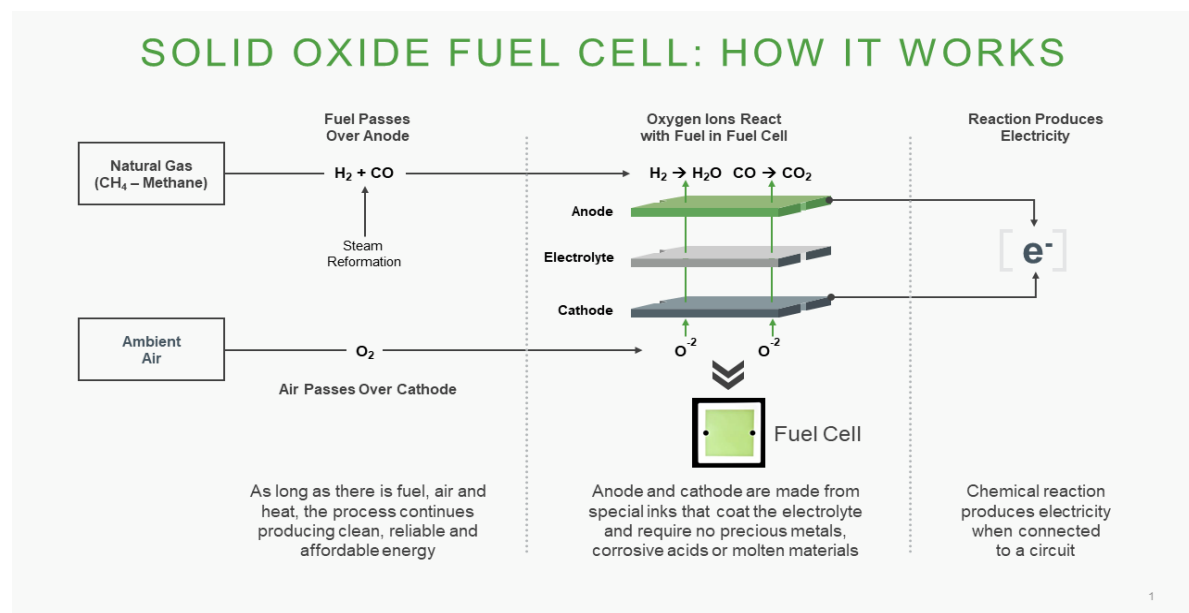 SOLID OXIDE FUEL CELL: HOW IT WORKS
Fuel Passes
Over Anode
Oxygen Ions React
with Fuel in Fuel Cell
Reaction Produces
Electricity
Natural Gas
(CH₄ – Methane)
H₂ + CO
H₂ → H₂O CO → CO₂
Steam
Reformation
Anode
Electrolyte
Cathode
[ e⁻ ]
Ambient
Air
O₂
O⁻² O⁻²
Air Passes Over Cathode
Fuel Cell
As long as there is fuel, air and
heat, the process continues
producing clean, reliable and
affordable energy
Anode and cathode are made from
special inks that coat the electrolyte
and require no precious metals,
corrosive acids or molten materials
Chemical reaction
produces electricity
when connected
to a circuit
1